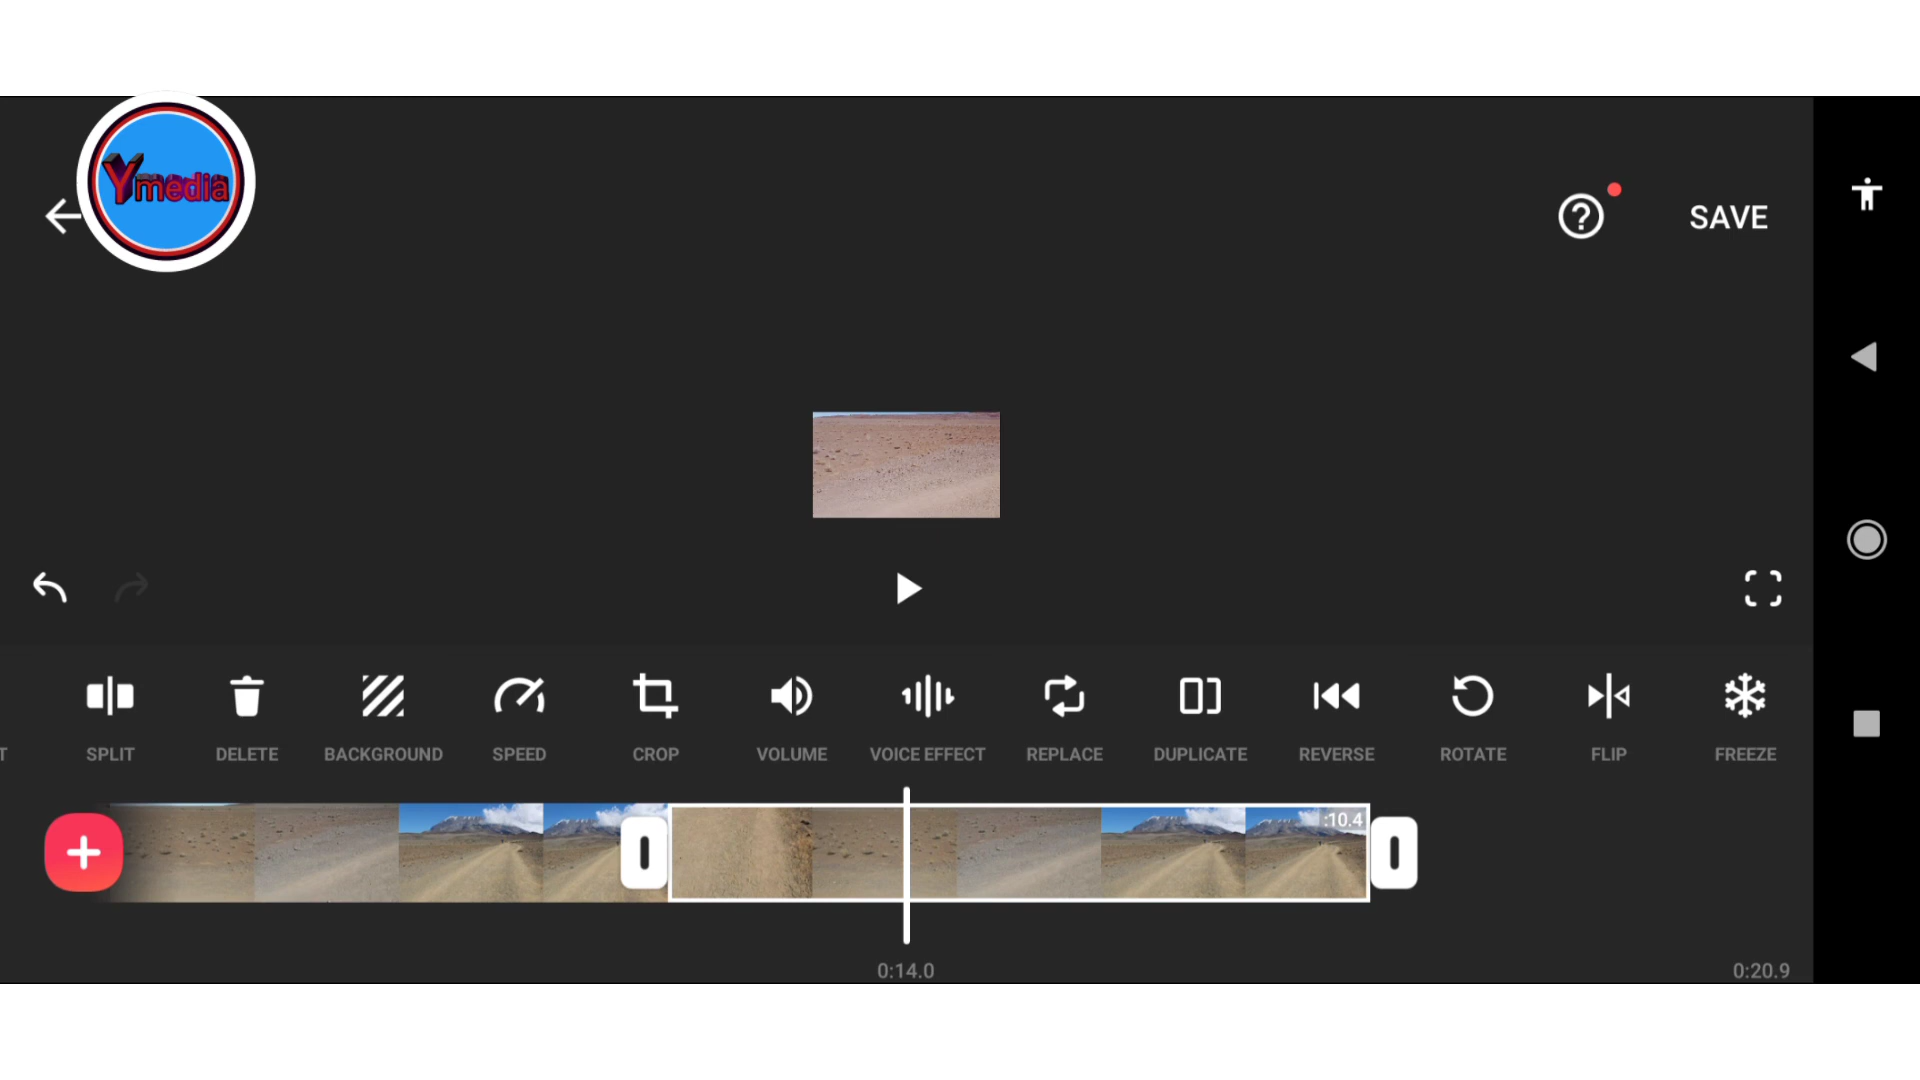 Ymedia
SAVE
T
SPLIT
DELETE
BACKGROUND
SPEED
CROP
VOLUME
VOICE EFFECT
REPLACE
DUPLICATE
REVERSE
ROTATE
FLIP
FREEZE
:10.4
0:14.0
0:20.9